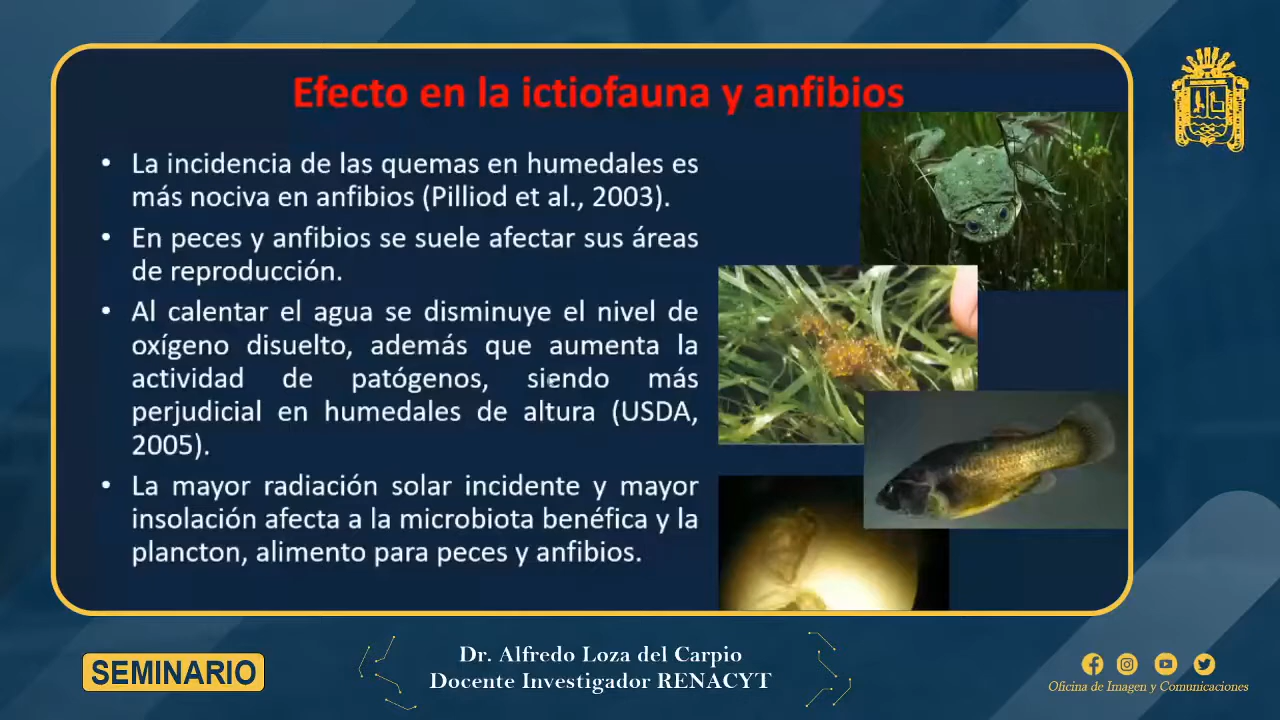 Efecto en la ictiofauna y anfibios
• La incidencia de las quemas en humedales es
más nociva en anfibios (Pilliod et al., 2003).
• En peces y anfibios se suele afectar sus áreas
de reproducción.
• Al calentar el agua se disminuye el nivel de
oxígeno disuelto, además que aumenta la
actividad de patógenos, siendo más
perjudicial en humedales de altura (USDA,
2005).
• La mayor radiación solar incidente y mayor
insolación afecta a la microbiota benéfica y la
plancton, alimento para peces y anfibios.
SEMINARIO
Dr. Alfredo Loza del Carpio
Docente Investigador RENACYT
Oficina de Imagen y Comunicaciones